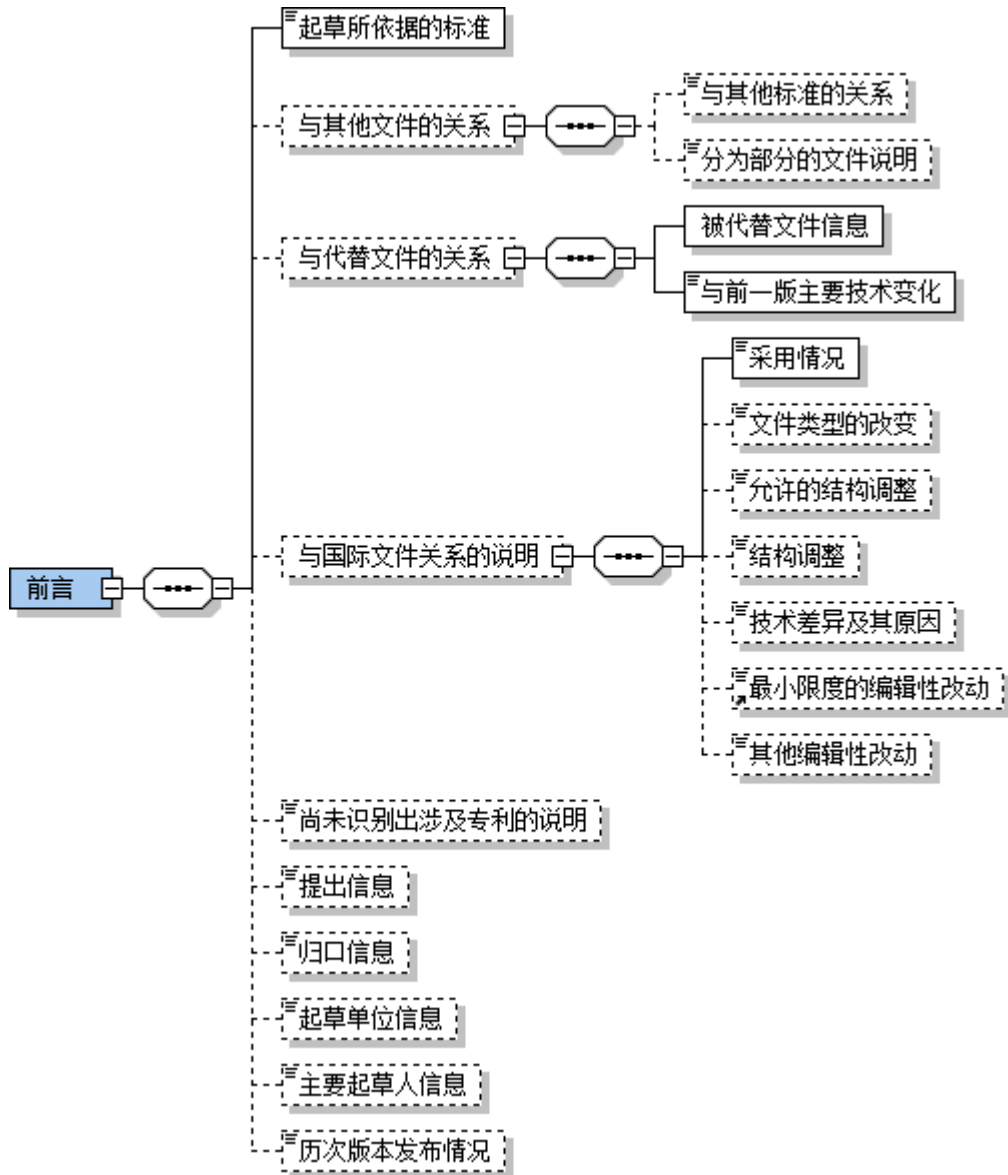 起草所依据的标准
与其他文件的关系
与其他标准的关系
分为部分的文件说明
与代替文件的关系
被代替文件信息
与前一版主要技术变化
采用情况
文件类型的改变
允许的结构调整
与国际文件关系的说明
结构调整
前言
技术差异及其原因
最小限度的编辑性改动
其他编辑性改动
尚未识别出涉及专利的说明
提出信息
归口信息
起草单位信息
主要起草人信息
历次版本发布情况